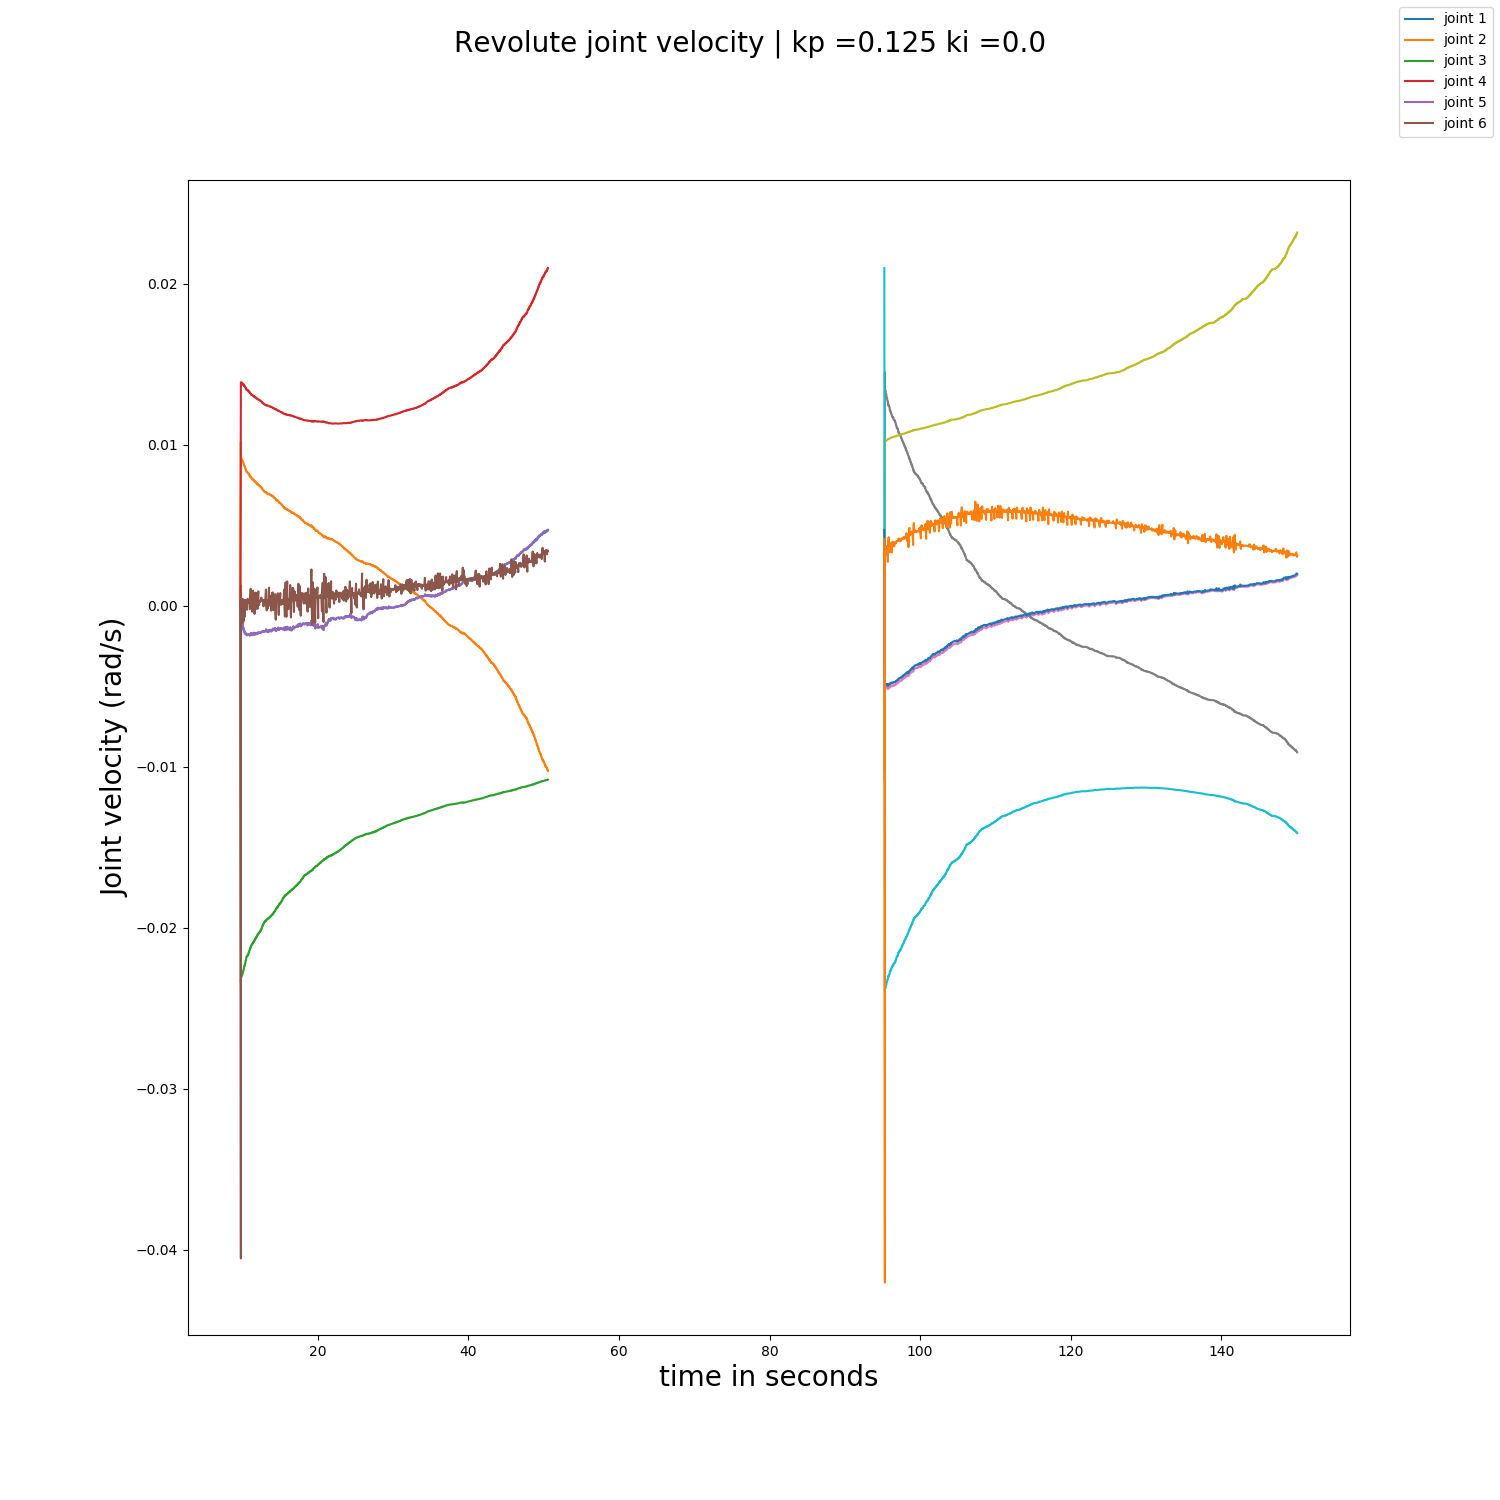 Revolute joint velocity | kp =0.125 ki =0.0
joint 1
joint 2
joint 3
joint 4
joint 5
joint 6
0.02
0.01
0.00
−0.01
−0.02
−0.03
−0.04
Joint velocity (rad/s)
20 40 60 80 100 120 140
time in seconds